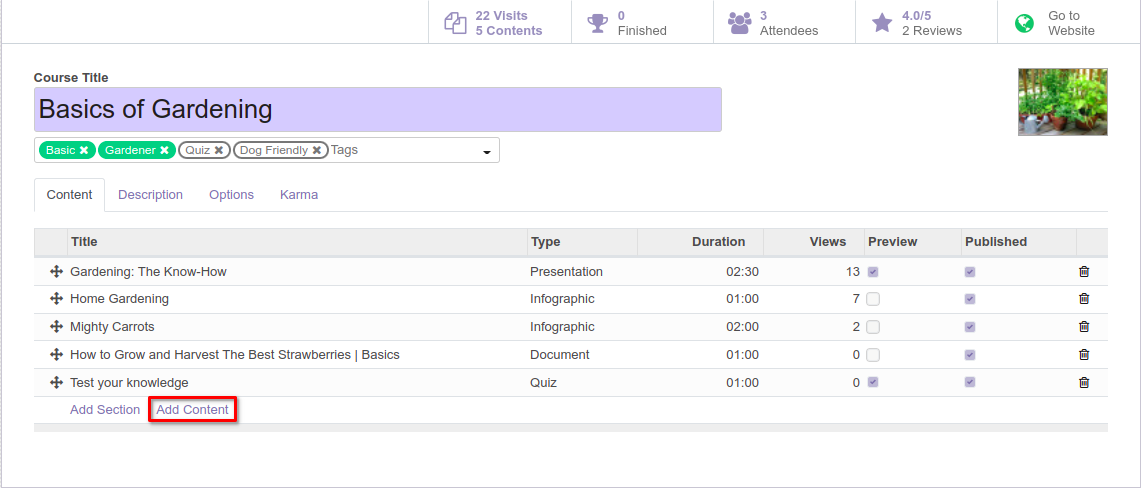 22 Visits
5 Contents
0
Finished
3
Attendees
4.0/5
2 Reviews
Go to
Website
Course Title
Basics of Gardening
Basic Gardener Quiz Dog Friendly Tags
Content Description Options Karma
Title Type Duration Views Preview Published
Gardening: The Know-How Presentation 02:30 13
Home Gardening Infographic 01:00 7
Mighty Carrots Infographic 02:00 2
How to Grow and Harvest The Best Strawberries | Basics Document 01:00 0
Test your knowledge Quiz 01:00 0
Add Section Add Content